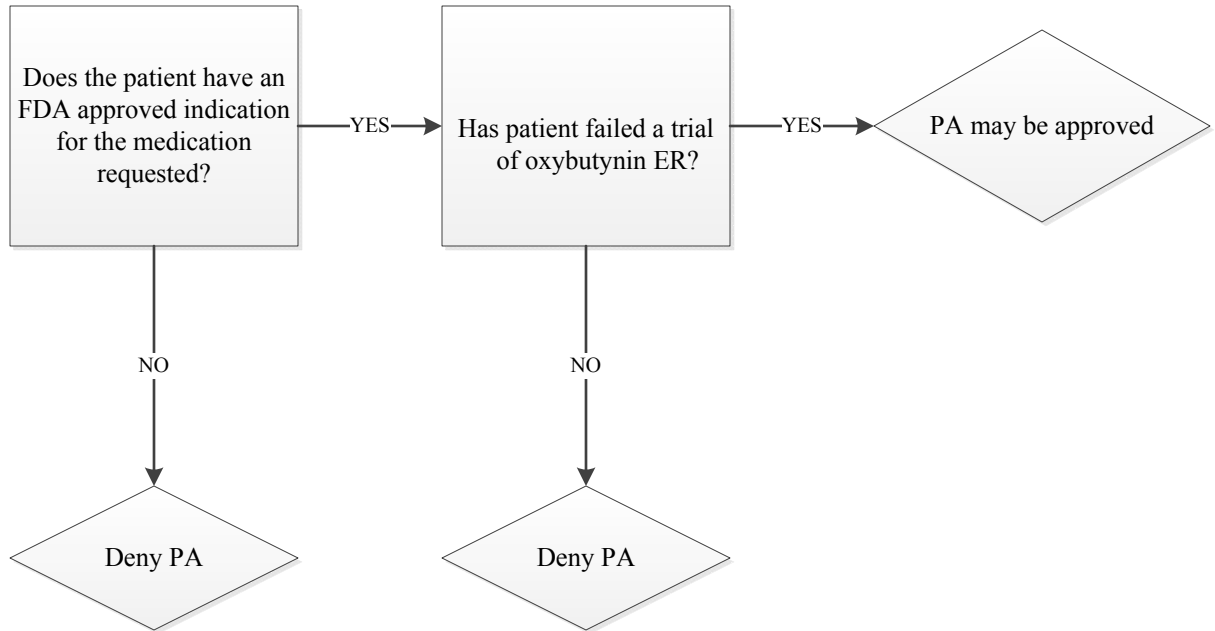 Does the patient have an
FDA approved indication
for the medication
requested?
YES
Has patient failed a trial
of oxybutynin ER?
YES
PA may be approved
NO
NO
Deny PA
Deny PA